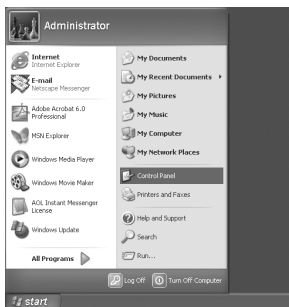 Administrator
Internet
Internet Explorer
E-mail
Netscape Messenger
Adobe Acrobat 6.0
Professional
MSN Explorer
Windows Media Player
Windows Movie Maker
AOL Instant Messenger
License
Windows Update
All Programs
My Documents
My Recent Documents
My Pictures
My Music
My Computer
My Network Places
Control Panel
Printers and Faxes
Help and Support
Search
Run...
Log Off
Turn Off Computer
start